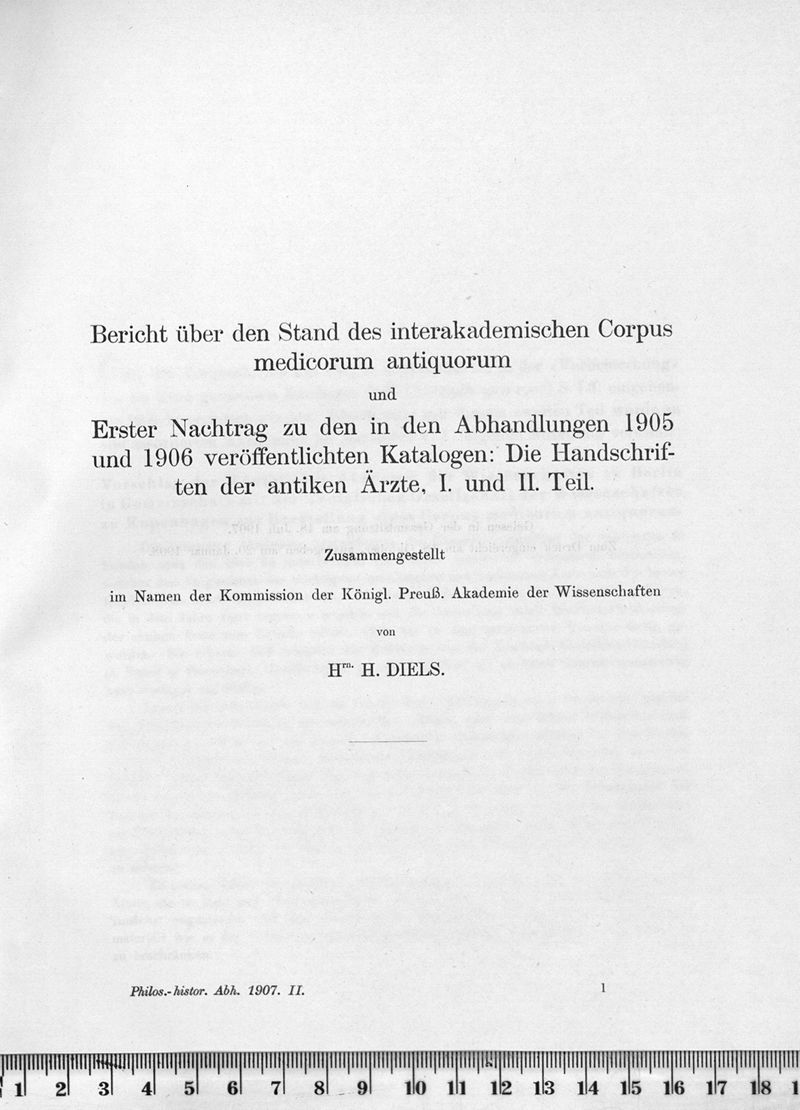 Bericht über den Stand des interakademischen Corpus
medicorum antiquorum
und
Erster Nachtrag zu den in den Abhandlungen 1905
und 1906 veröffentlichten Katalogen: Die Handschrif-
ten der antiken Ärzte, I. und II. Teil.
Zusammengestellt
im Namen der Kommission der Königl. Preuß. Akademie der Wissenschaften
von
Hrn. H. DIELS.
Philos.-histor. Abh. 1907. II. 1
1 2 3 4 5 6 7 8 9 10 11 12 13 14 15 16 17 18 1